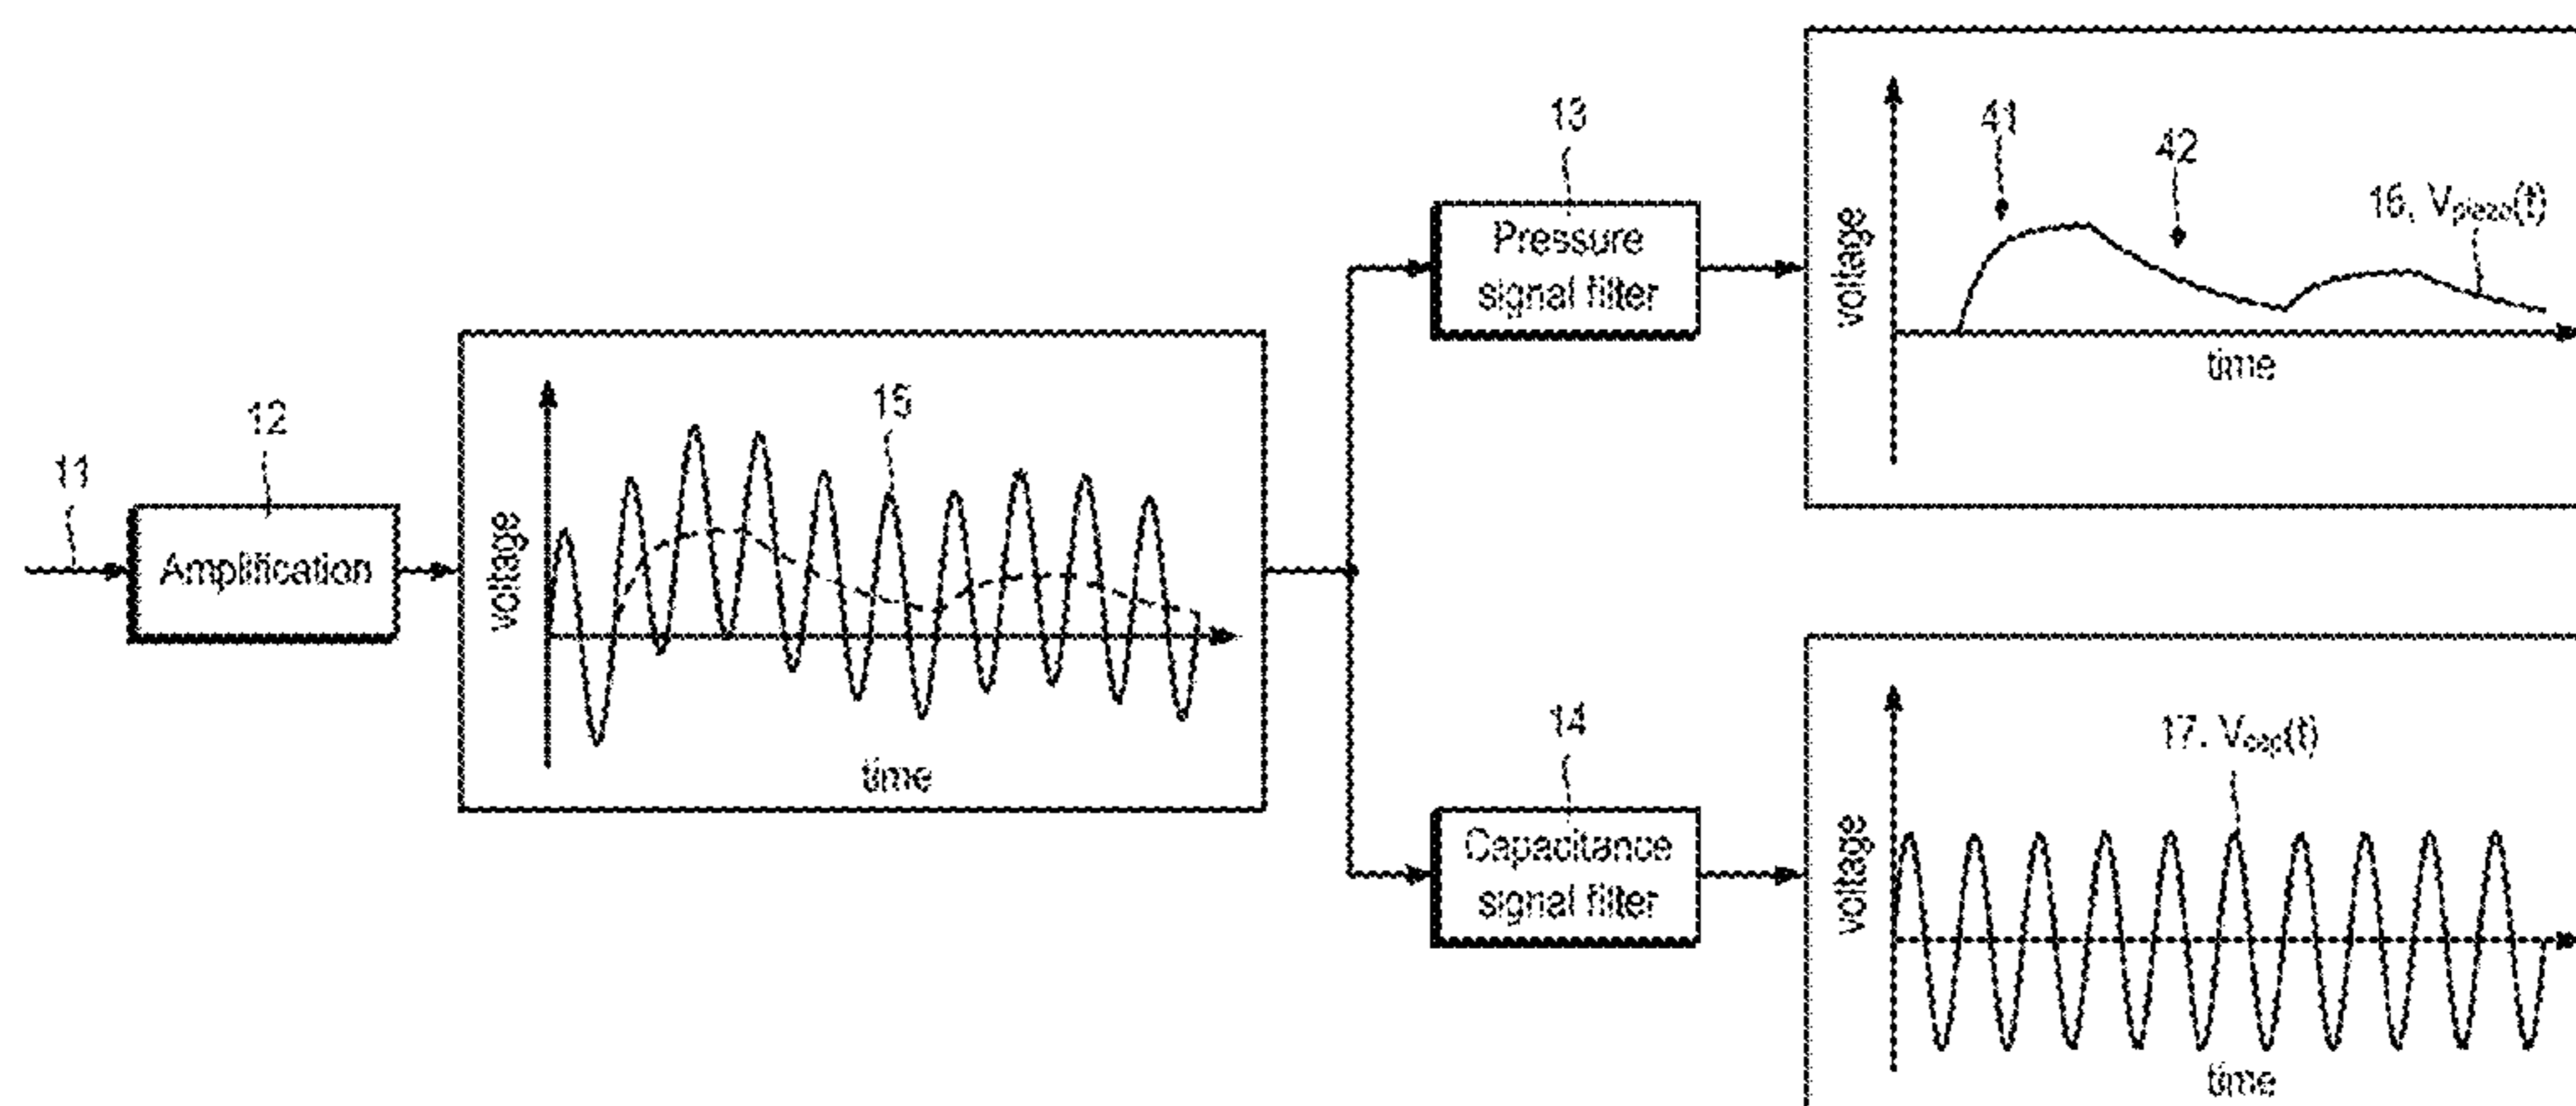 11
12
Amplification
voltage
15
time
13
Pressure
signal filter
voltage
41
42
16, Vpiezo(t)
time
14
Capacitance
signal filter
voltage
17, Vcap(t)
time